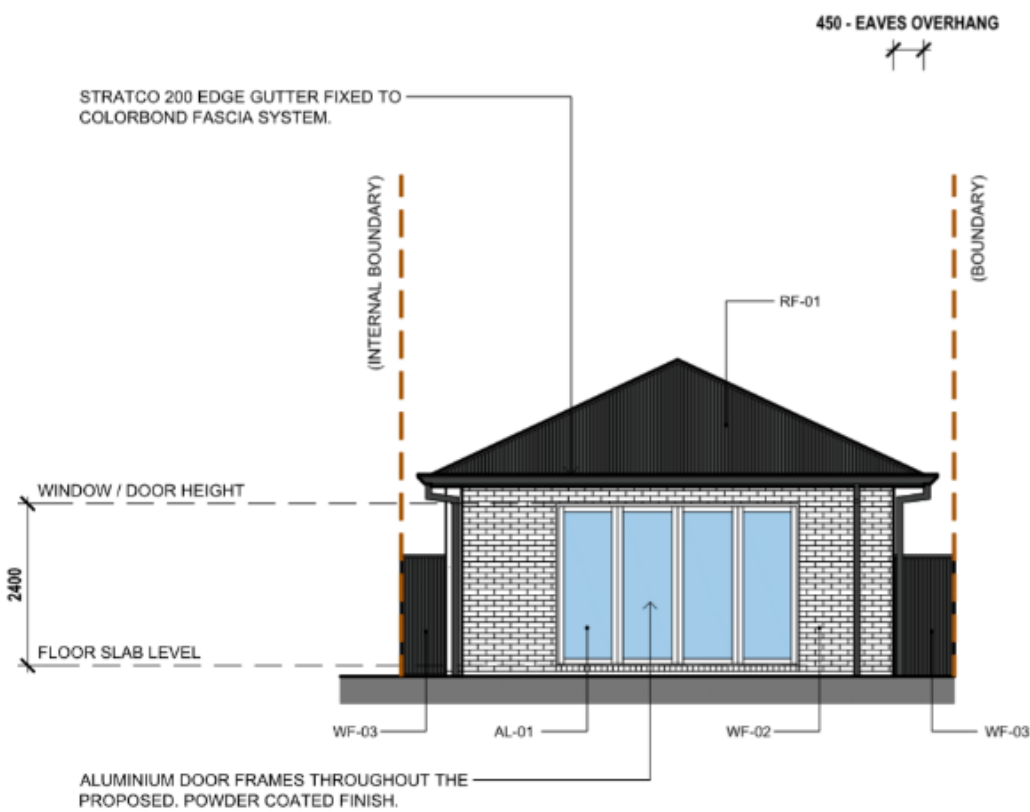 450 - EAVES OVERHANG
STRATCO 200 EDGE GUTTER FIXED TO
COLORBOND FASCIA SYSTEM.
(INTERNAL BOUNDARY)
(BOUNDARY)
RF-01
WINDOW / DOOR HEIGHT
2400
FLOOR SLAB LEVEL
WF-03
AL-01
WF-02
WF-03
ALUMINIUM DOOR FRAMES THROUGHOUT THE
PROPOSED. POWDER COATED FINISH.